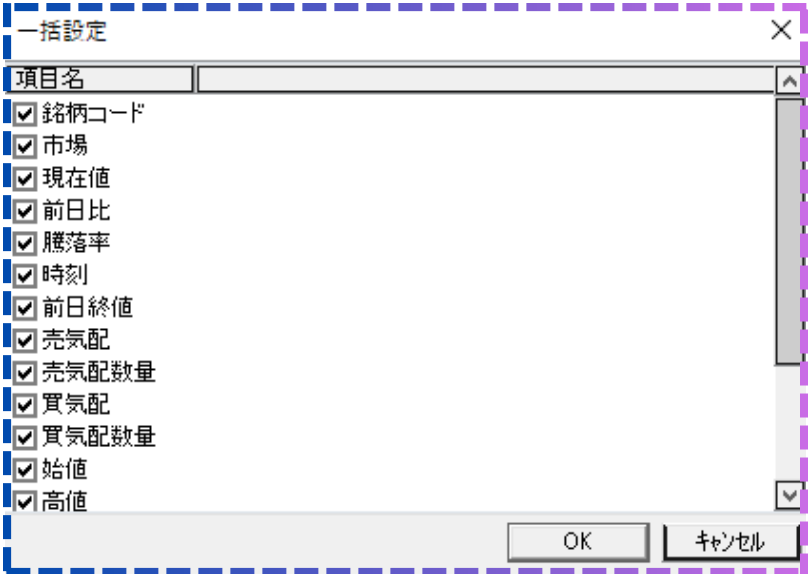 一括設定
項目名
銘柄コード
市場
現在値
前日比
騰落率
時刻
前日終値
売気配
売気配数量
買気配
買気配数量
始値
高値
OK キャンセル